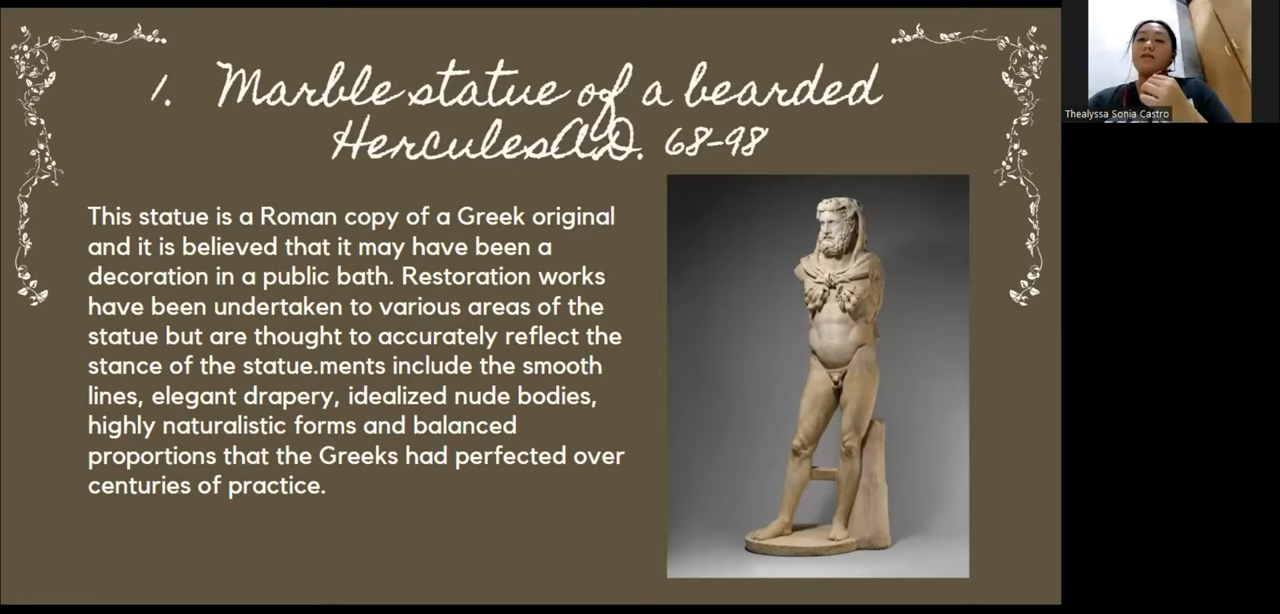 1. Marble statue of a bearded
Hercules A.D. 68-98
This statue is a Roman copy of a Greek original
and it is believed that it may have been a
decoration in a public bath. Restoration works
have been undertaken to various areas of the
statue but are thought to accurately reflect the
stance of the statue.ments include the smooth
lines, elegant drapery, idealized nude bodies,
highly naturalistic forms and balanced
proportions that the Greeks had perfected over
centuries of practice.
Thealyssa Sonia Castro